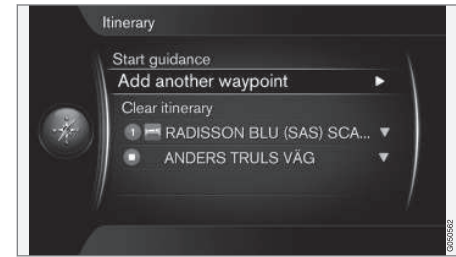 Itinerary
Start guidance
Add another waypoint
Clear itinerary
1 RADISSON BLU (SAS) SCA...
ANDERS TRULS VÄG
G050562